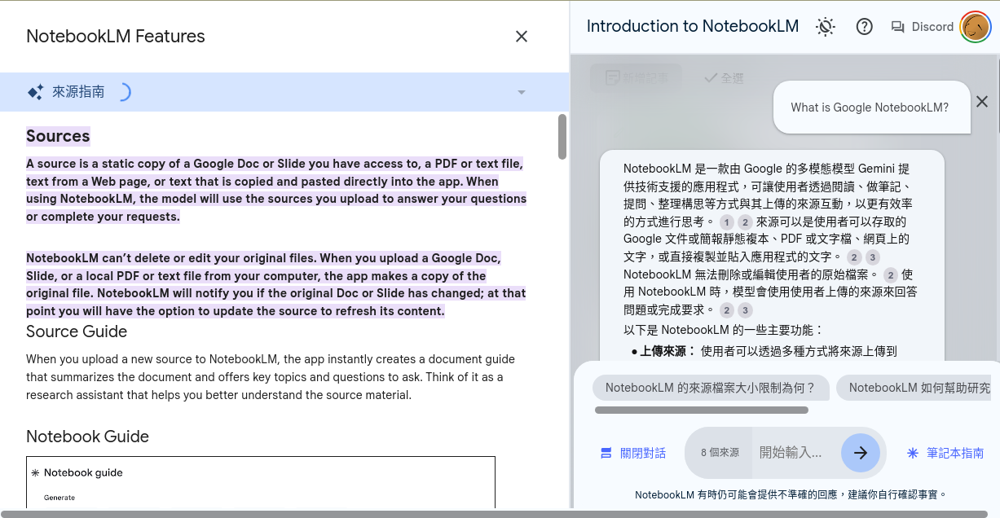 NotebookLM Features
來源指南
Sources
A source is a static copy of a Google Doc or Slide you have access to, a PDF or text file,
text from a Web page, or text that is copied and pasted directly into the app. When
using NotebookLM, the model will use the sources you upload to answer your questions
or complete your requests.
NotebookLM can’t delete or edit your original files. When you upload a Google Doc,
Slide, or a local PDF or text file from your computer, the app makes a copy of the
original file. NotebookLM will notify you if the original Doc or Slide has changed; at that
point you will have the option to update the source to refresh its content.
Source Guide
When you upload a new source to NotebookLM, the app instantly creates a document guide
that summarizes the document and offers key topics and questions to ask. Think of it as a
research assistant that helps you better understand the source material.
Notebook Guide
Notebook guide
Generate
Introduction to NotebookLM
Discord
新增記事
全選
What is Google NotebookLM?
NotebookLM 是一款由 Google 的多模態模型 Gemini 提
供技術支援的應用程式，可讓使用者透過閱讀、做筆記、
提問、整理構思等方式與其上傳的來源互動，以更有效率
的方式進行思考。 1 2 來源可以是使用者可以存取的
Google 文件或簡報靜態複本、PDF 或文字檔、網頁上的
文字，或直接複製並貼入應用程式的文字。 2 3
NotebookLM 無法刪除或編輯使用者的原始檔案。 2 使
用 NotebookLM 時，模型會使用使用者上傳的來源來回答
問題或完成要求。 2 3
以下是 NotebookLM 的一些主要功能：
● 上傳來源： 使用者可以透過多種方式將來源上傳到
NotebookLM 的來源檔案大小限制為何？
NotebookLM 如何幫助研究
關閉對話
8 個來源
開始輸入...
筆記本指南
NotebookLM 有時仍可能會提供不準確的回應，建議你自行確認事實。